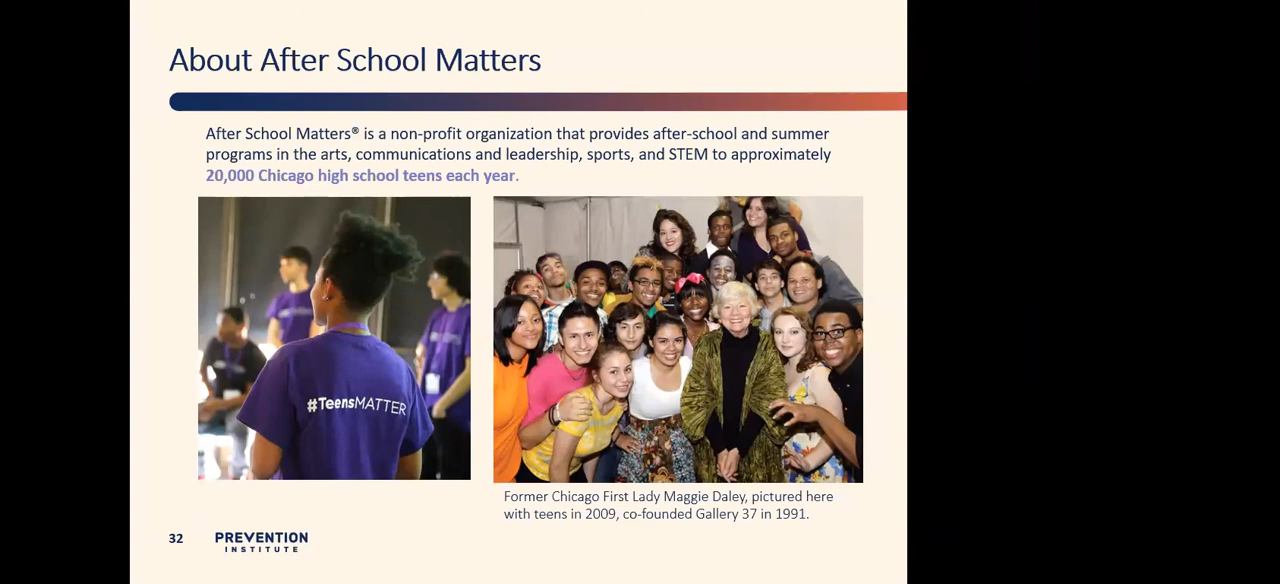 About After School Matters
After School Matters® is a non-profit organization that provides after-school and summer
programs in the arts, communications and leadership, sports, and STEM to approximately
20,000 Chicago high school teens each year.
#TeensMATTER
Former Chicago First Lady Maggie Daley, pictured here
with teens in 2009, co-founded Gallery 37 in 1991.
32
PREVENTION
INSTITUTE